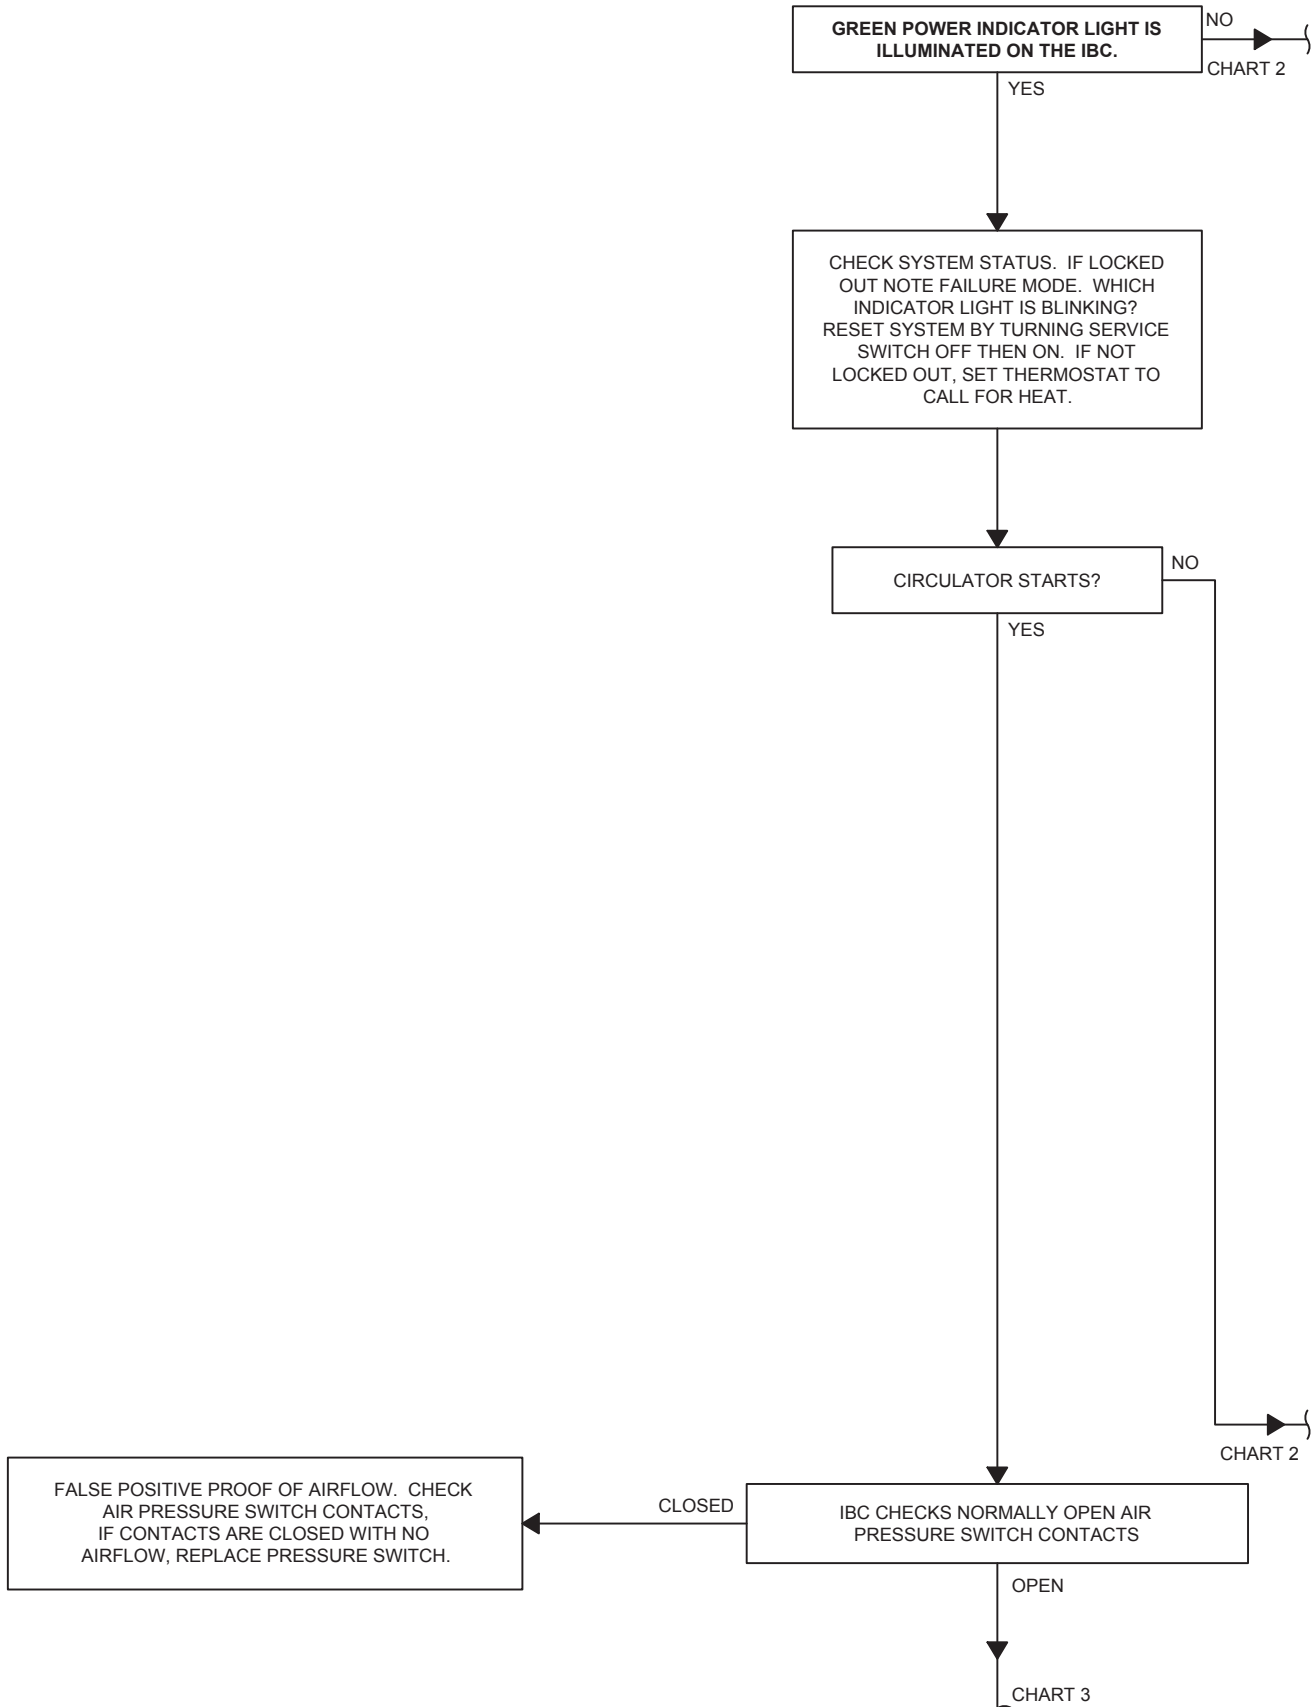 GREEN POWER INDICATOR LIGHT IS
ILLUMINATED ON THE IBC.
NO
CHART 2
YES
CHECK SYSTEM STATUS. IF LOCKED
OUT NOTE FAILURE MODE. WHICH
INDICATOR LIGHT IS BLINKING?
RESET SYSTEM BY TURNING SERVICE
SWITCH OFF THEN ON. IF NOT
LOCKED OUT, SET THERMOSTAT TO
CALL FOR HEAT.
CIRCULATOR STARTS?
NO
YES
CHART 2
FALSE POSITIVE PROOF OF AIRFLOW. CHECK
AIR PRESSURE SWITCH CONTACTS,
IF CONTACTS ARE CLOSED WITH NO
AIRFLOW, REPLACE PRESSURE SWITCH.
CLOSED
IBC CHECKS NORMALLY OPEN AIR
PRESSURE SWITCH CONTACTS
OPEN
CHART 3